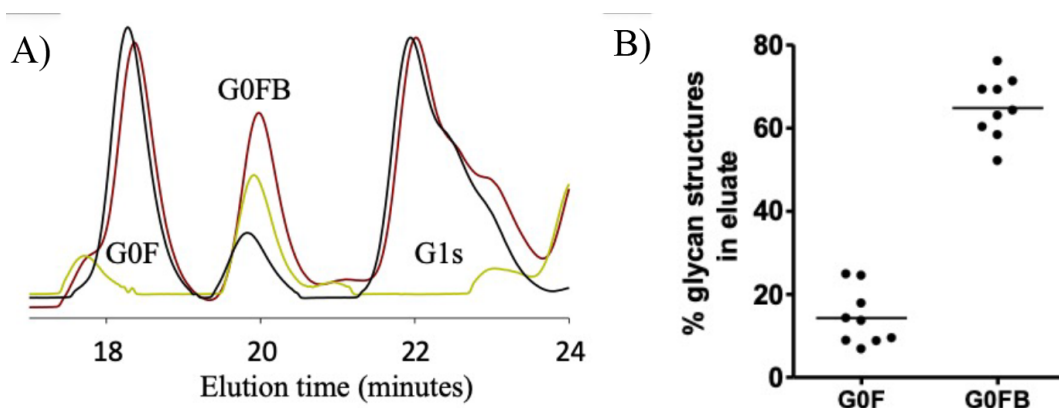 A)
G0FB
G0F
G1s
18 20 22 24
Elution time (minutes)
B)
% glycan structures
in eluate
80
60
40
20
0
G0F G0FB